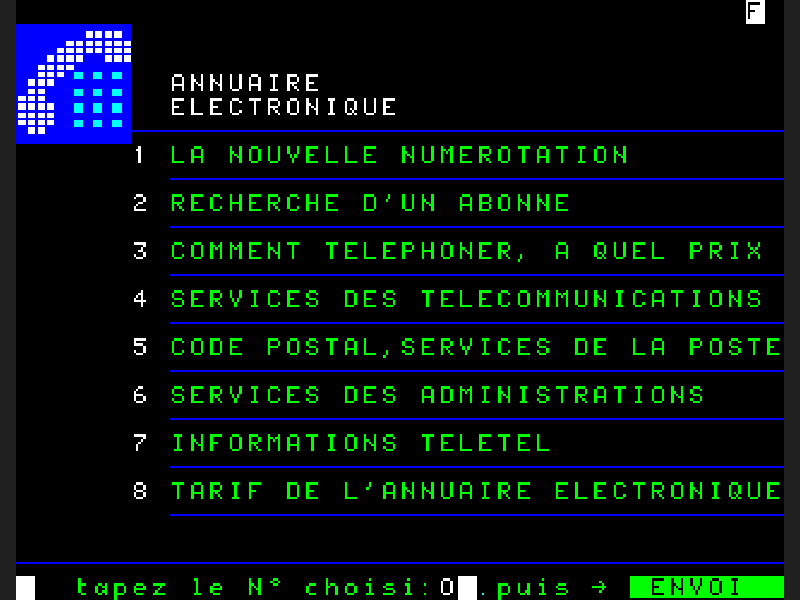 F
ANNUAIRE
ELECTRONIQUE
1 LA NOUVELLE NUMEROTATION
2 RECHERCHE D'UN ABONNE
3 COMMENT TELEPHONER, A QUEL PRIX
4 SERVICES DES TELECOMMUNICATIONS
5 CODE POSTAL,SERVICES DE LA POSTE
6 SERVICES DES ADMINISTRATIONS
7 INFORMATIONS TELETEL
8 TARIF DE L'ANNUAIRE ELECTRONIQUE
tapez le N° choisi:0 .puis → ENVOI